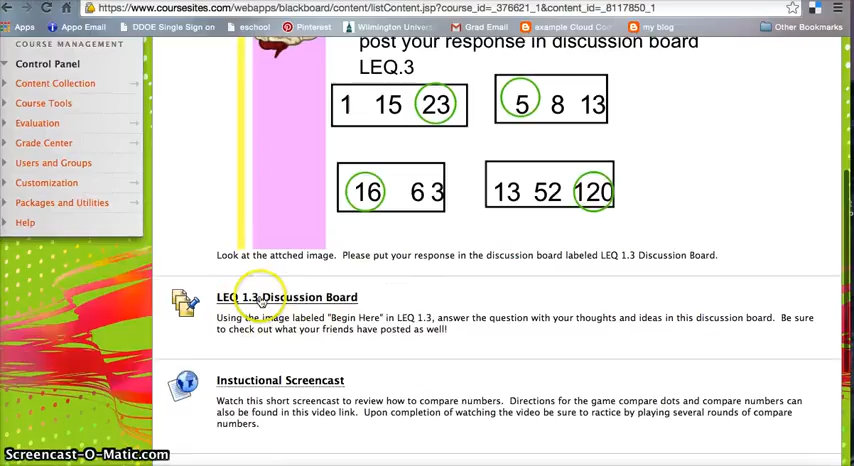 https://www.coursesites.com/webapps/blackboard/content/listContent.jsp?course_id=_376621_1&content_id=_8117850_1
Apps Appo Email DDOE Single Sign on eschool Pinterest Wilmington Univers Grad Email example Cloud Cours my blog Other Bookmarks
COURSE MANAGEMENT
Control Panel
Content Collection
Course Tools
Evaluation
Grade Center
Users and Groups
Customization
Packages and Utilities
Help
post your response in discussion board
LEQ.3
1 15 23 5 8 13
16 6 3 13 52 120
Look at the attched image. Please put your response in the discussion board labeled LEQ 1.3 Discussion Board.
LEQ 1.3 Discussion Board
Using the image labeled "Begin Here" in LEQ 1.3, answer the question with your thoughts and ideas in this discussion board. Be sure
to check out what your friends have posted as well!
Instuctional Screencast
Watch this short screencast to review how to compare numbers. Directions for the game compare dots and compare numbers can
also be found in this video link. Upon completion of watching the video be sure to ractice by playing several rounds of compare
numbers.
Screencast-O-Matic.com